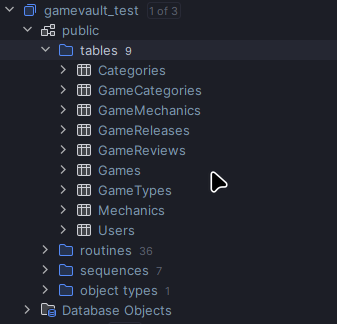 gamevault_test 1 of 3
public
tables 9
Categories
GameCategories
GameMechanics
GameReleases
GameReviews
Games
GameTypes
Mechanics
Users
routines 36
sequences 7
object types 1
Database Objects